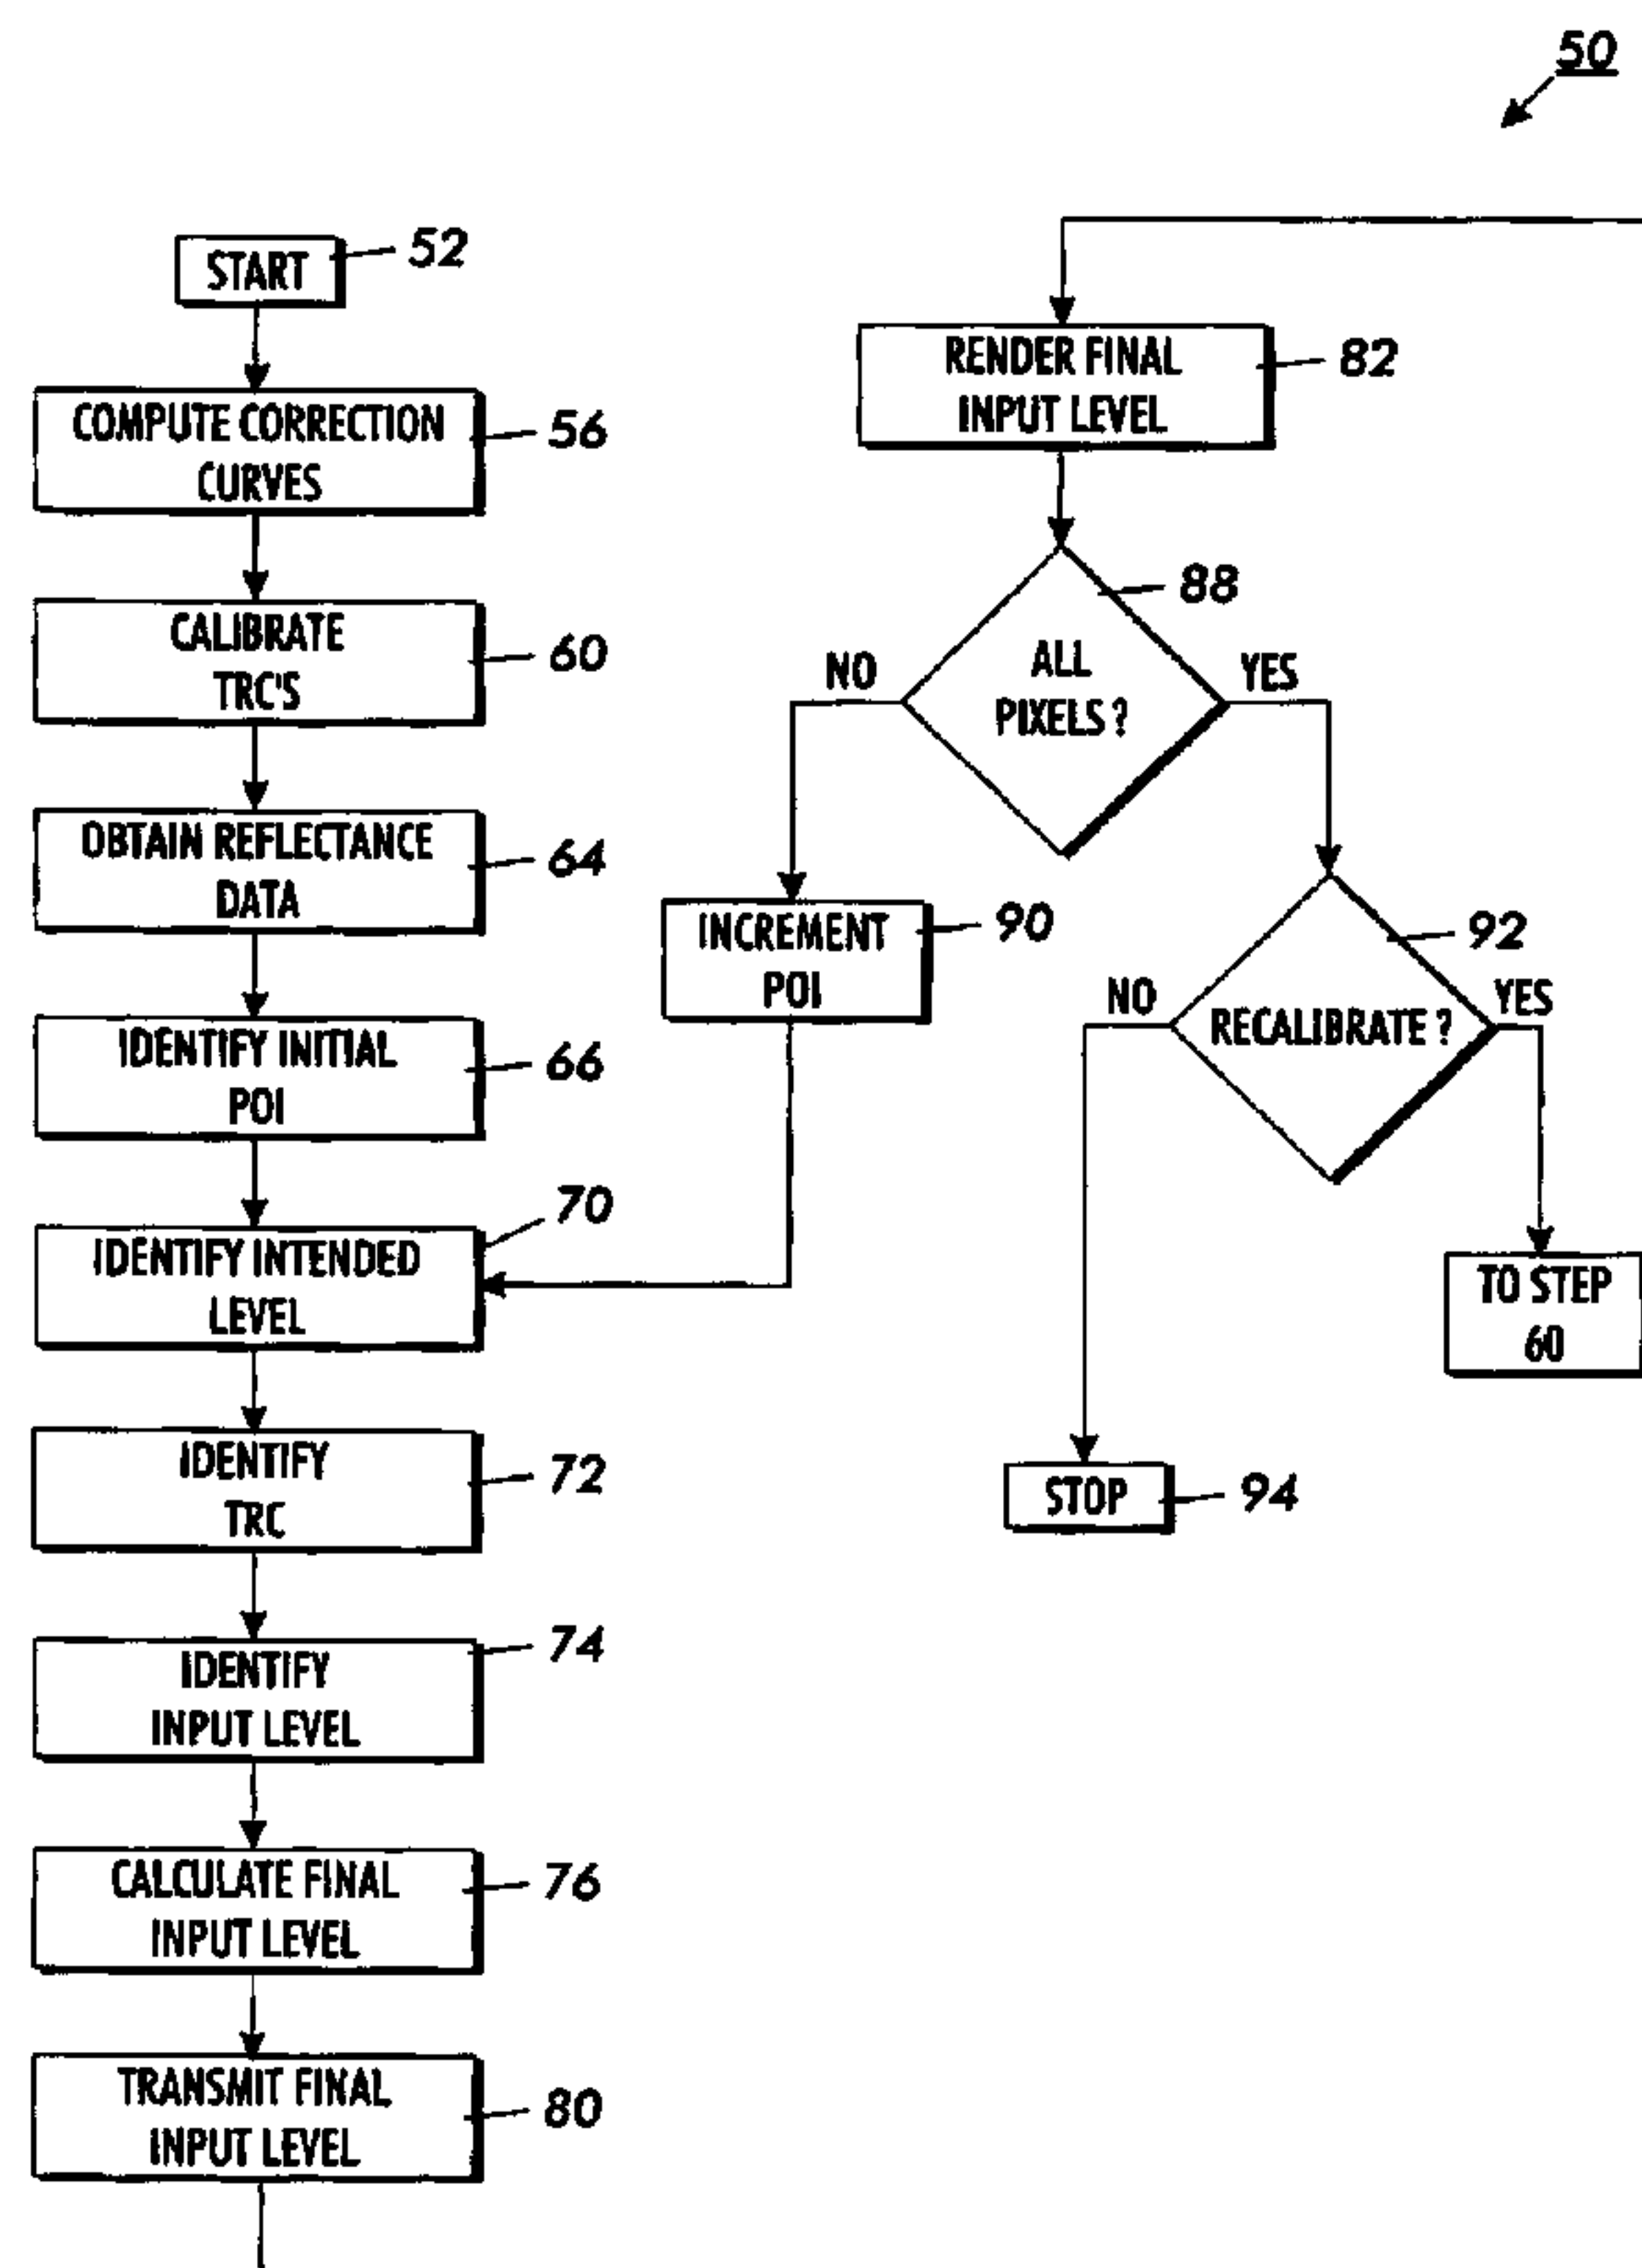 50
START
52
COMPUTE CORRECTION
CURVES
56
CALIBRATE
TRC'S
60
OBTAIN REFLECTANCE
DATA
64
IDENTIFY INITIAL
POI
66
IDENTIFY INTENDED
LEVEL
70
IDENTIFY
TRC
72
IDENTIFY
INPUT LEVEL
74
CALCULATE FINAL
INPUT LEVEL
76
TRANSMIT FINAL
INPUT LEVEL
80
RENDER FINAL
INPUT LEVEL
82
ALL
PIXELS?
88
NO
YES
INCREMENT
POI
90
RECALIBRATE?
92
NO
YES
TO STEP
60
STOP
94